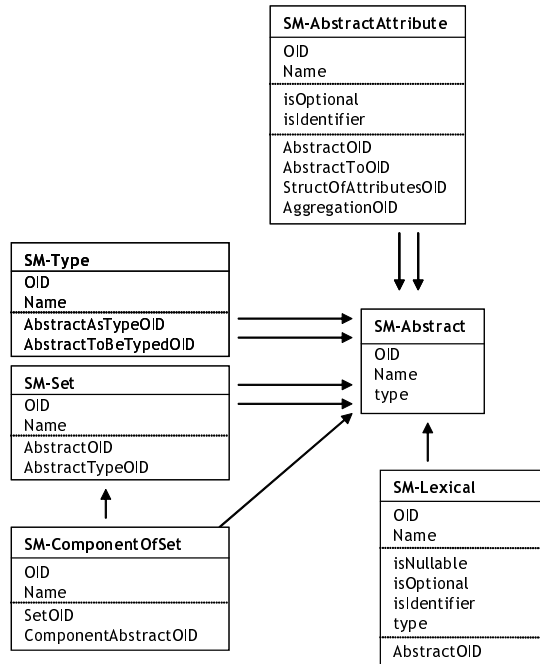 SM-AbstractAttribute
OID
Name
isOptional
isIdentifier
AbstractOID
AbstractToOID
StructOfAttributesOID
AggregationOID
SM-Type
OID
Name
AbstractAsTypeOID
AbstractToBeTypedOID
SM-Abstract
OID
Name
type
SM-Set
OID
Name
AbstractOID
AbstractTypeOID
SM-Lexical
OID
Name
isNullable
isOptional
isIdentifier
type
AbstractOID
SM-ComponentOfSet
OID
Name
SetOID
ComponentAbstractOID